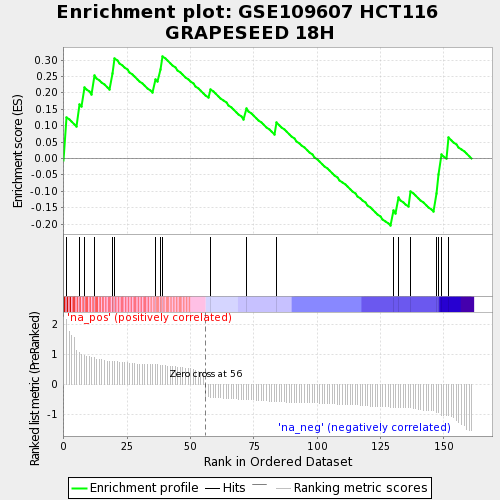 Enrichment plot: GSE109607 HCT116
GRAPESEED 18H
Enrichment score (ES)
0.30
0.25
0.20
0.15
0.10
0.05
0.00
-0.05
-0.10
-0.15
-0.20
'na_pos' (positively correlated)
Ranked list metric (PreRanked)
2
1
0
-1
Zero cross at 56
'na_neg' (negatively correlated)
0 25 50 75 100 125 150
Rank in Ordered Dataset
Enrichment profile Hits Ranking metric scores